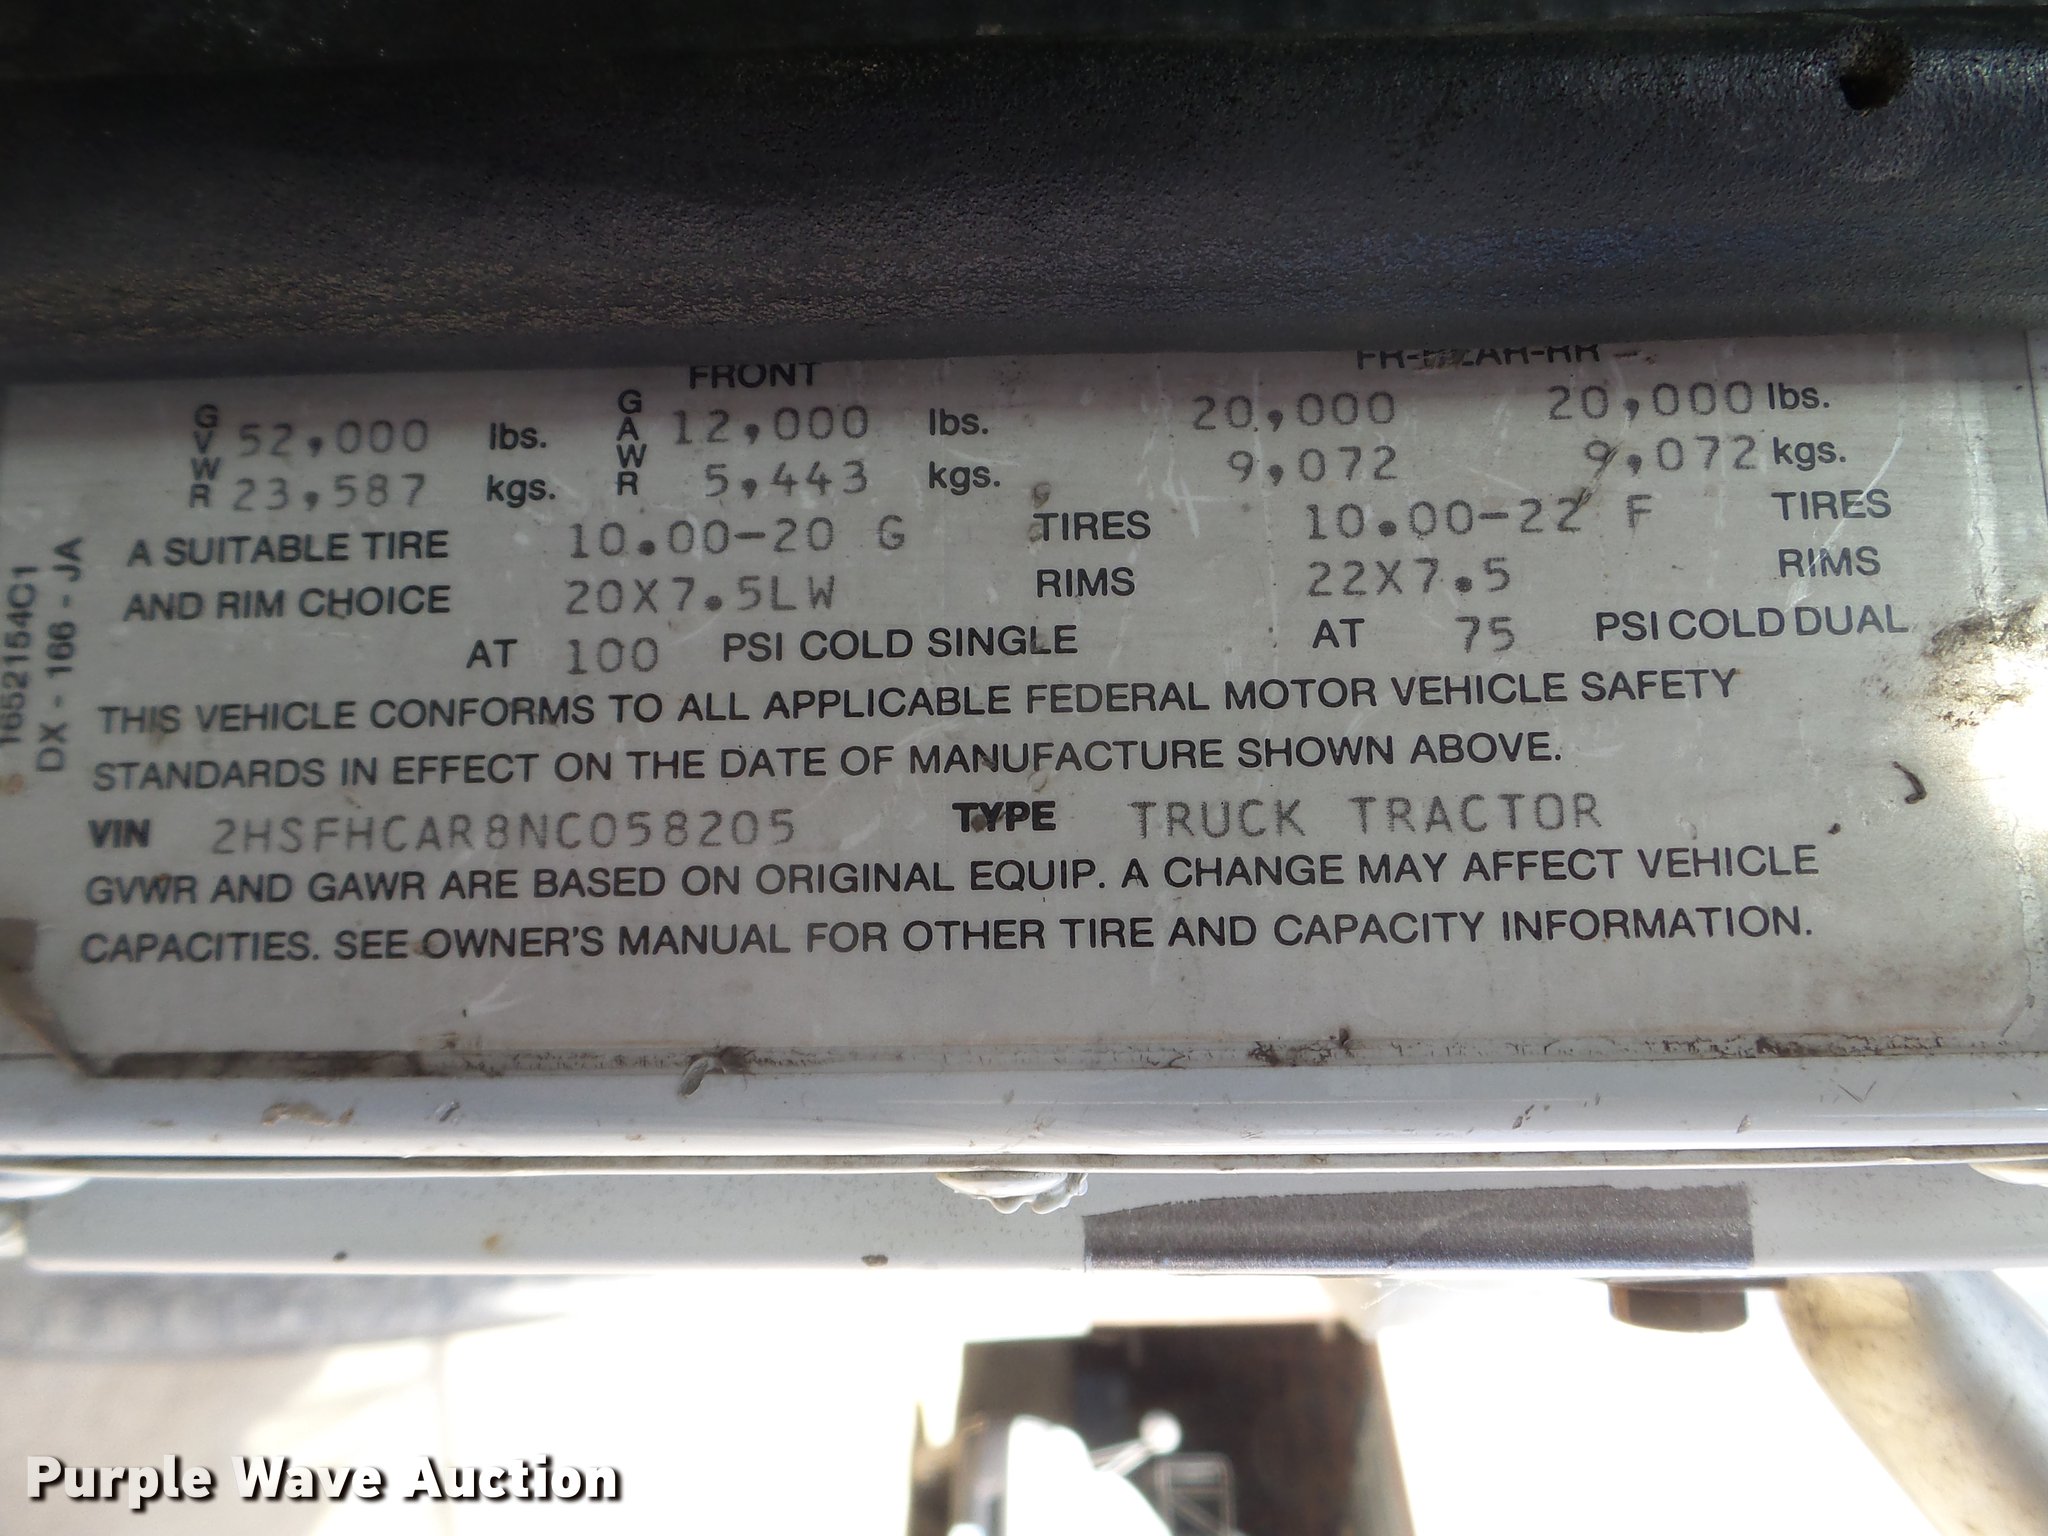 FRONT FR-REAR-RR
GVWR 52,000 lbs. GAWR 12,000 lbs. 20,000 20,000 lbs.
23,587 kgs. 5,443 kgs. 9,072 9,072 kgs.
A SUITABLE TIRE 10.00-20 G TIRES 10.00-22 F TIRES
AND RIM CHOICE 20X7.5LW RIMS 22X7.5 RIMS
AT 100 PSI COLD SINGLE AT 75 PSI COLD DUAL
THIS VEHICLE CONFORMS TO ALL APPLICABLE FEDERAL MOTOR VEHICLE SAFETY
STANDARDS IN EFFECT ON THE DATE OF MANUFACTURE SHOWN ABOVE.
VIN 2HSFHCAR8NC058205 TYPE TRUCK TRACTOR
GVWR AND GAWR ARE BASED ON ORIGINAL EQUIP. A CHANGE MAY AFFECT VEHICLE
CAPACITIES. SEE OWNER'S MANUAL FOR OTHER TIRE AND CAPACITY INFORMATION.
1652154C1
DX - 166 - JA
Purple Wave Auction